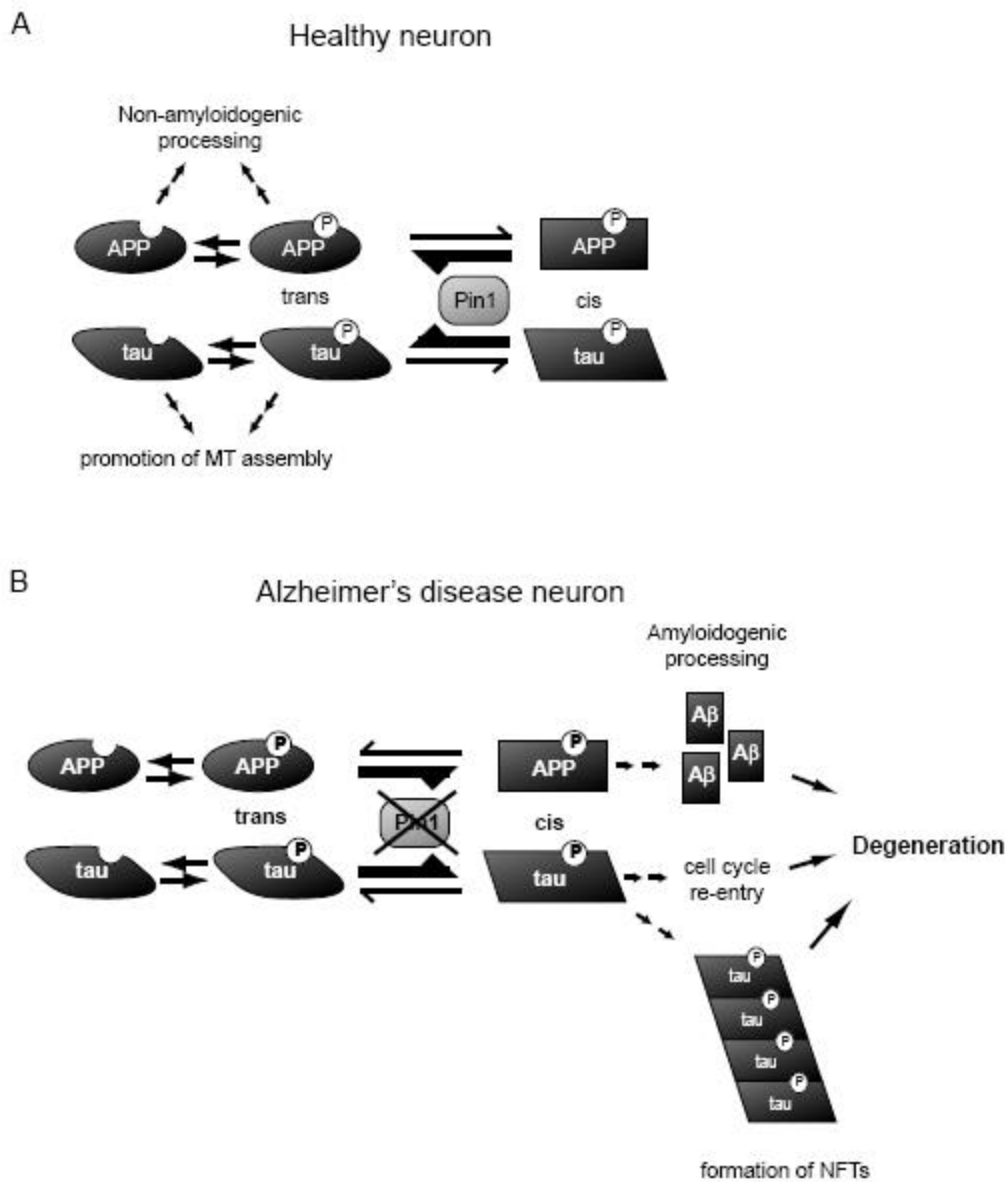 A
Healthy neuron
Non-amyloidogenic
processing
APP
P
APP
P
APP
trans
Pin1
cis
tau
P
tau
P
tau
promotion of MT assembly
B
Alzheimer's disease neuron
Amyloidogenic
processing
Aβ
Aβ
Aβ
APP
P
APP
P
APP
trans
Pin1
cis
Degeneration
tau
P
tau
P
tau
cell cycle
re-entry
P
tau
P
tau
P
tau
P
tau
formation of NFTs